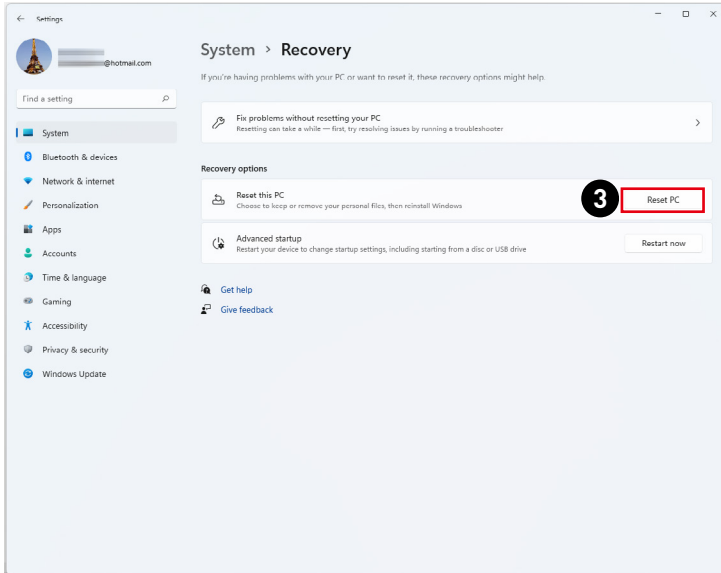 Settings
@hotmail.com
Find a setting
System
Bluetooth & devices
Network & internet
Personalization
Apps
Accounts
Time & language
Gaming
Accessibility
Privacy & security
Windows Update
System > Recovery
If you're having problems with your PC or want to reset it, these recovery options might help.
Fix problems without resetting your PC
Resetting can take a while — first, try resolving issues by running a troubleshooter
Recovery options
Reset this PC
Choose to keep or remove your personal files, then reinstall Windows
3
Reset PC
Advanced startup
Restart your device to change startup settings, including starting from a disc or USB drive
Restart now
Get help
Give feedback